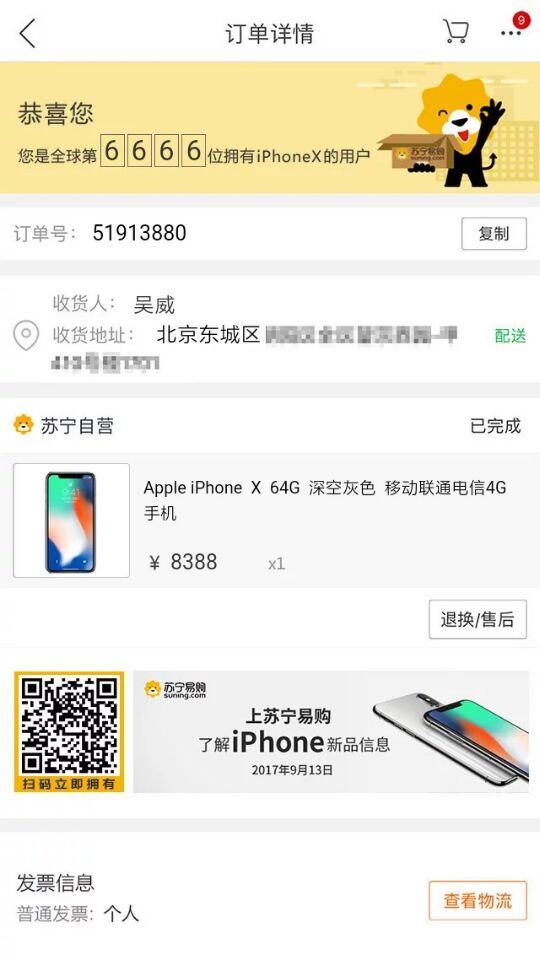 订单详情
9
恭喜您
您是全球第6666位拥有iPhoneX的用户
苏宁易购
suning.com
订单号： 51913880
复制
收货人： 吴威
收货地址： 北京东城区
配送
苏宁自营
已完成
Apple iPhone X 64G 深空灰色 移动联通电信4G
手机
¥ 8388
x1
退换/售后
苏宁易购
suning.com
上苏宁易购
了解iPhone新品信息
2017年9月13日
扫码立即拥有
发票信息
普通发票: 个人
查看物流